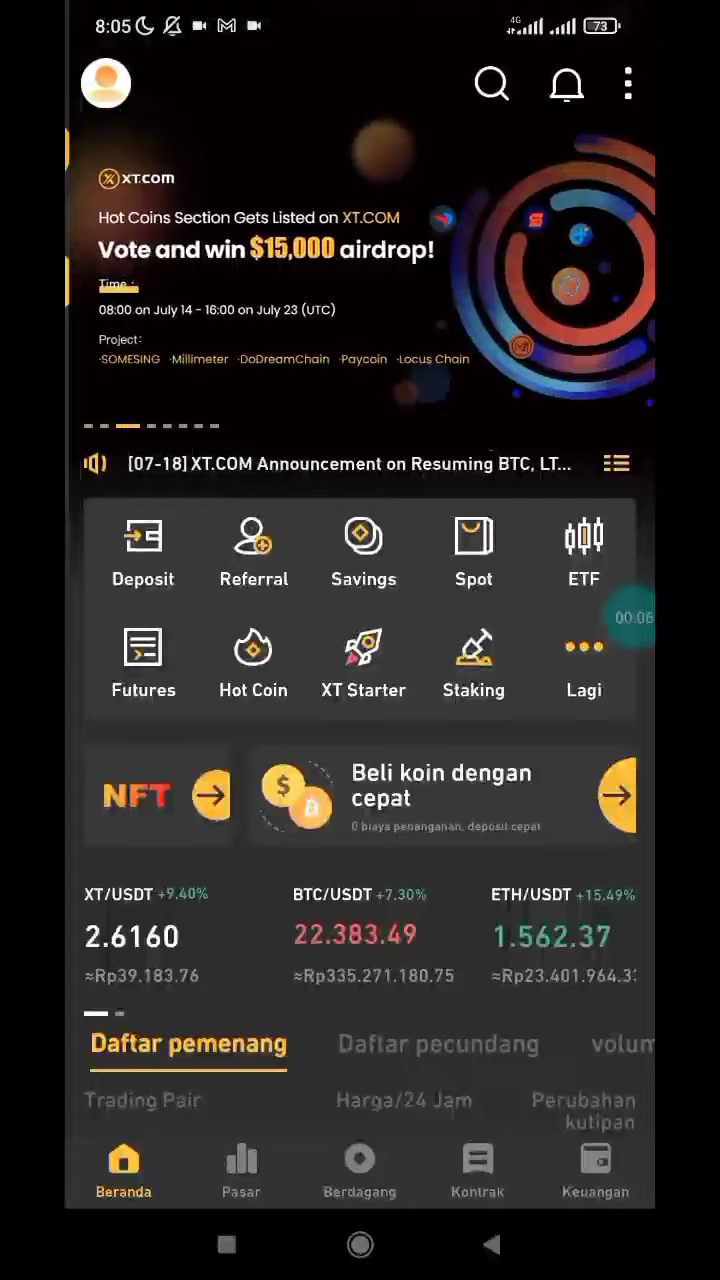 8:05
4G
73
XT.COM
Hot Coins Section Gets Listed on XT.COM
Vote and win $15,000 airdrop!
Time :
08:00 on July 14 - 16:00 on July 23 (UTC)
Project:
·SOMESING ·Millimeter ·DoDreamChain ·Paycoin ·Locus Chain
[07-18] XT.COM Announcement on Resuming BTC, LT...
Deposit Referral Savings Spot ETF
00:06
Futures Hot Coin XT Starter Staking Lagi
NFT
Beli koin dengan
cepat
0 biaya penanganan, deposit cepat
XT/USDT +9.40% BTC/USDT +7.30% ETH/USDT +15.49%
2.6160 22.383.49 1.562.37
≈Rp39.183.76 ≈Rp335.271.180.75 ≈Rp23.401.964.3
Daftar pemenang Daftar pecundang volum
Trading Pair Harga/24 Jam Perubahan
kutipan
Beranda Pasar Berdagang Kontrak Keuangan